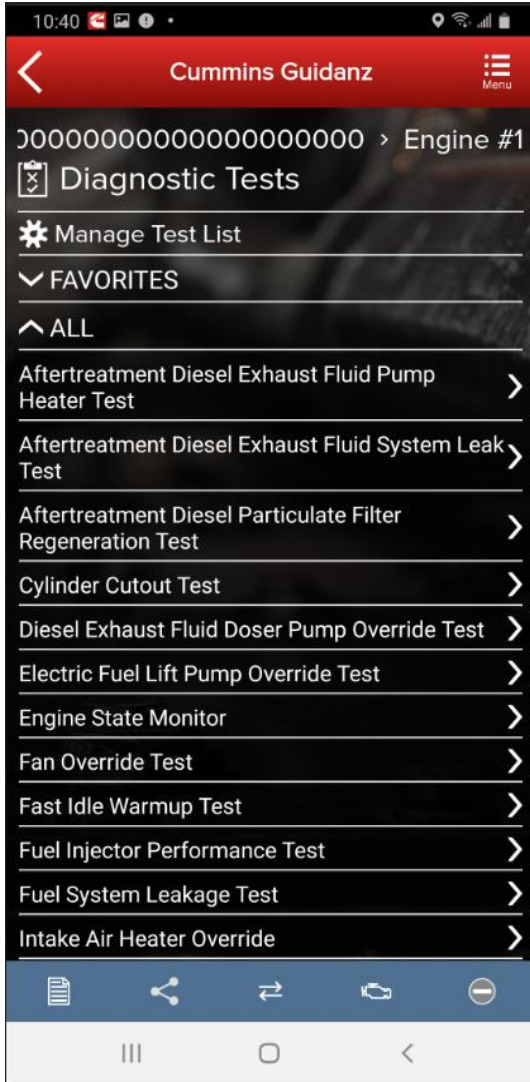 10:40
Cummins Guidanz
Menu
00000000000000000000 > Engine #1
Diagnostic Tests
Manage Test List
FAVORITES
ALL
Aftertreatment Diesel Exhaust Fluid Pump
Heater Test
Aftertreatment Diesel Exhaust Fluid System Leak
Test
Aftertreatment Diesel Particulate Filter
Regeneration Test
Cylinder Cutout Test
Diesel Exhaust Fluid Doser Pump Override Test
Electric Fuel Lift Pump Override Test
Engine State Monitor
Fan Override Test
Fast Idle Warmup Test
Fuel Injector Performance Test
Fuel System Leakage Test
Intake Air Heater Override